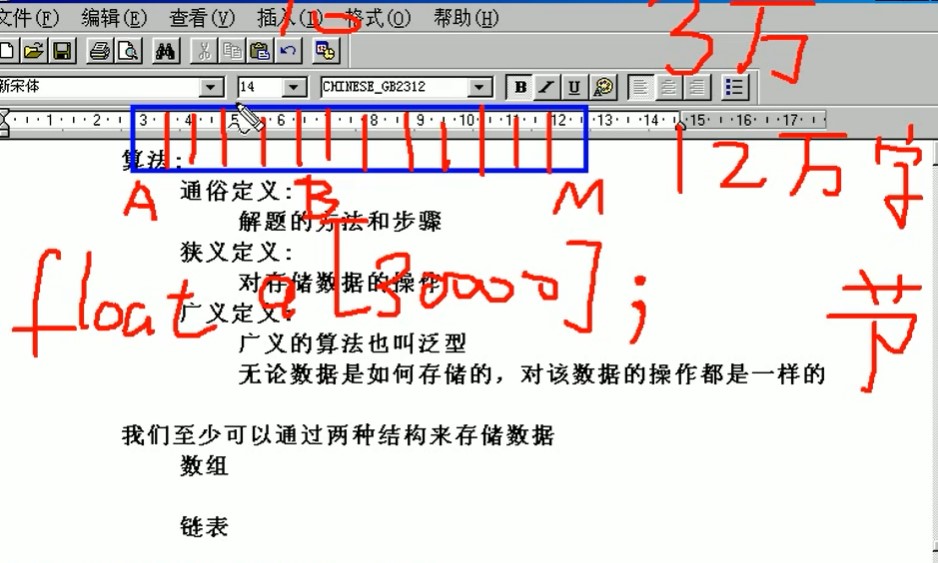 文件(F) 编辑(E) 查看(V) 插入(I) 格式(O) 帮助(H)
10
3万
新宋体 14 CHINESE_GB2312 B I U
1 2 3 4 5 6 7 8 9 10 11 12 13 14 15 16 17
12万字节
算法:
A B M
通俗定义:
解题的方法和步骤
狭义定义:
对存储数据的操作
float a[30000];
广义定义:
广义的算法也叫泛型
无论数据是如何存储的，对该数据的操作都是一样的
我们至少可以通过两种结构来存储数据
数组
链表